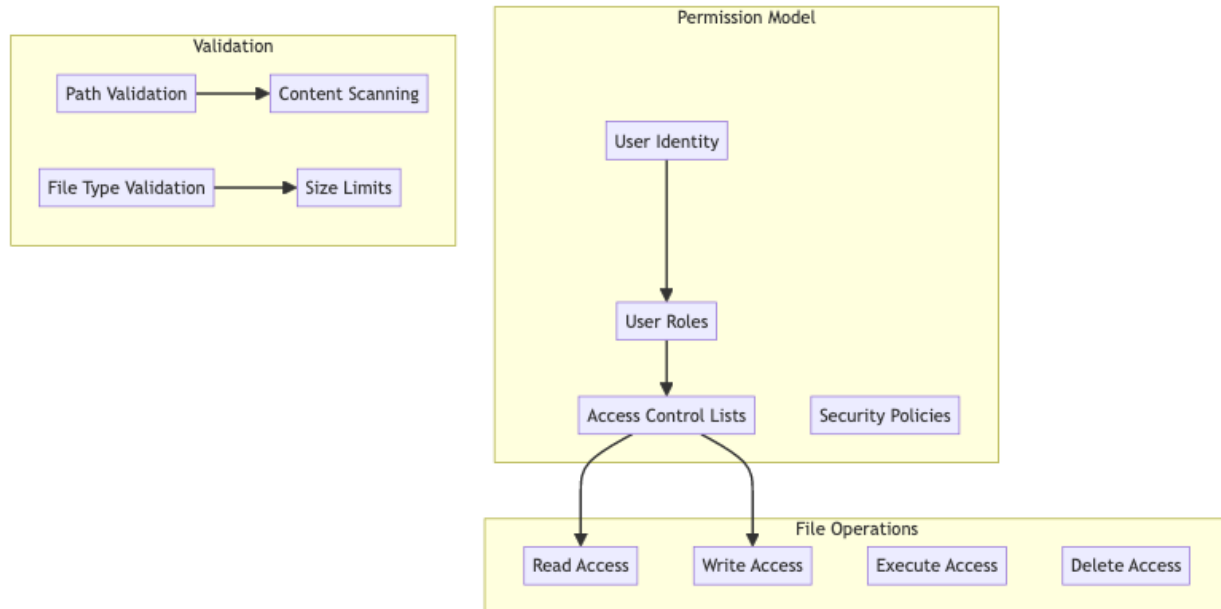 Validation
Path Validation
Content Scanning
File Type Validation
Size Limits
Permission Model
User Identity
User Roles
Access Control Lists
Security Policies
File Operations
Read Access
Write Access
Execute Access
Delete Access